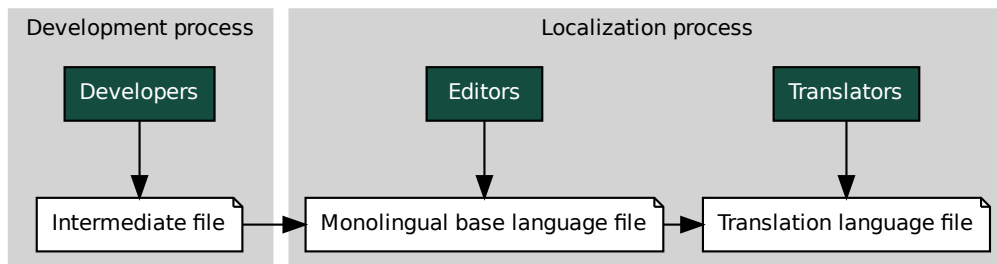 Development process
Localization process
Developers
Editors
Translators
Intermediate file
Monolingual base language file
Translation language file